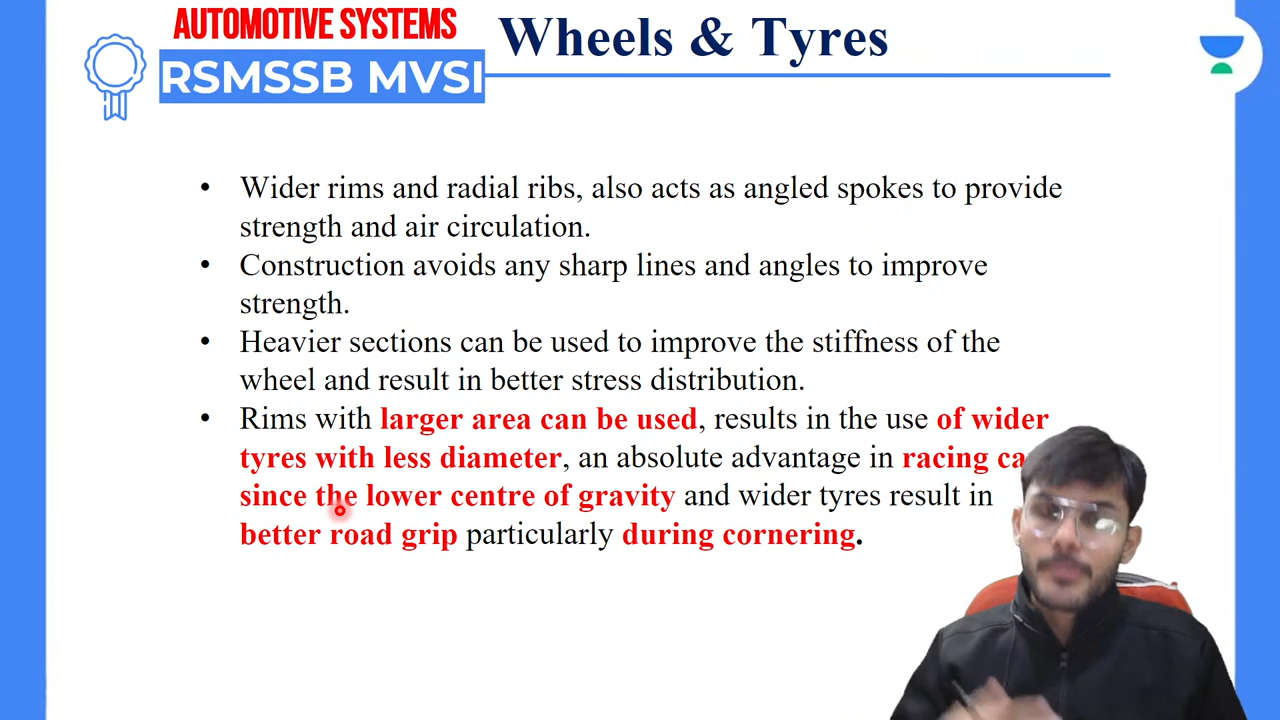 AUTOMOTIVE SYSTEMS
RSMSSB MVSI
Wheels & Tyres
• Wider rims and radial ribs, also acts as angled spokes to provide
strength and air circulation.
• Construction avoids any sharp lines and angles to improve
strength.
• Heavier sections can be used to improve the stiffness of the
wheel and result in better stress distribution.
• Rims with larger area can be used, results in the use of wider
tyres with less diameter, an absolute advantage in racing
since the lower centre of gravity and wider tyres result in
better road grip particularly during cornering.